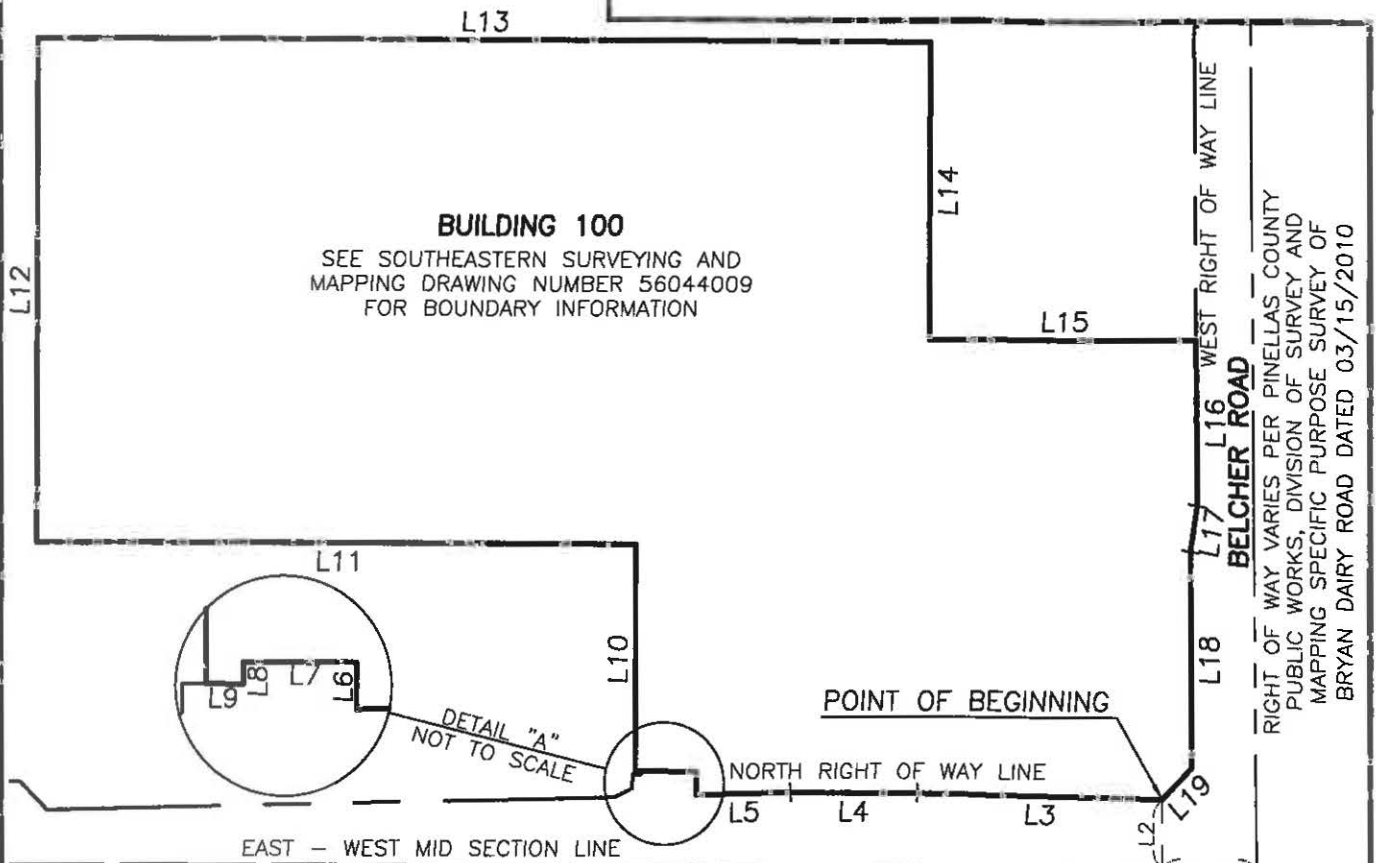 L13
BUILDING 100
SEE SOUTHEASTERN SURVEYING AND
MAPPING DRAWING NUMBER 56044009
FOR BOUNDARY INFORMATION
L12
L14
L15
WEST RIGHT OF WAY LINE
L16
BELCHER ROAD
RIGHT OF WAY VARIES PER PINELLAS COUNTY
PUBLIC WORKS, DIVISION OF SURVEY AND
MAPPING SPECIFIC PURPOSE SURVEY OF
BRYAN DAIRY ROAD DATED 03/15/2010
L17
L11
L10
L18
L9
L8
L7
L6
DETAIL "A"
NOT TO SCALE
POINT OF BEGINNING
NORTH RIGHT OF WAY LINE
L5
L4
L3
L19
L2
EAST – WEST MID SECTION LINE